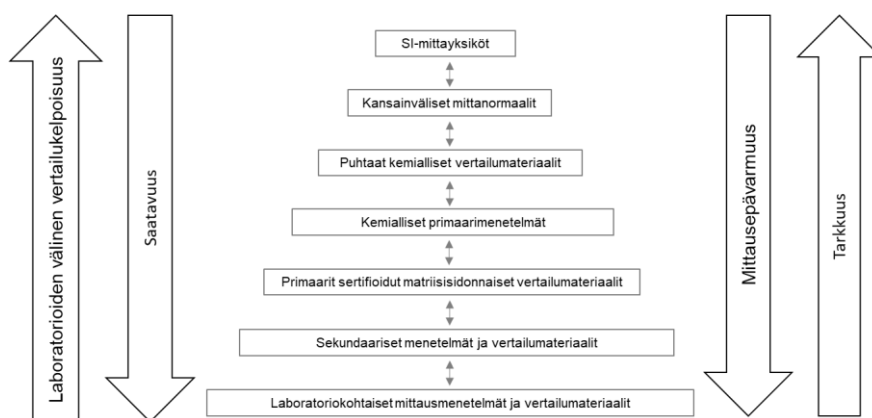 Laboratorioiden välinen vertailukelpoisuus
Saatavuus
SI-mittayksiköt
Kansainväliset mittanormaalit
Puhtaat kemialliset vertailumateriaalit
Kemialliset primaarimenetelmät
Primaarit sertifioidut matriisisidonnaiset vertailumateriaalit
Sekundaariset menetelmät ja vertailumateriaalit
Laboratoriokohtaiset mittausmenetelmät ja vertailumateriaalit
Mittausepävarmuus
Tarkkuus